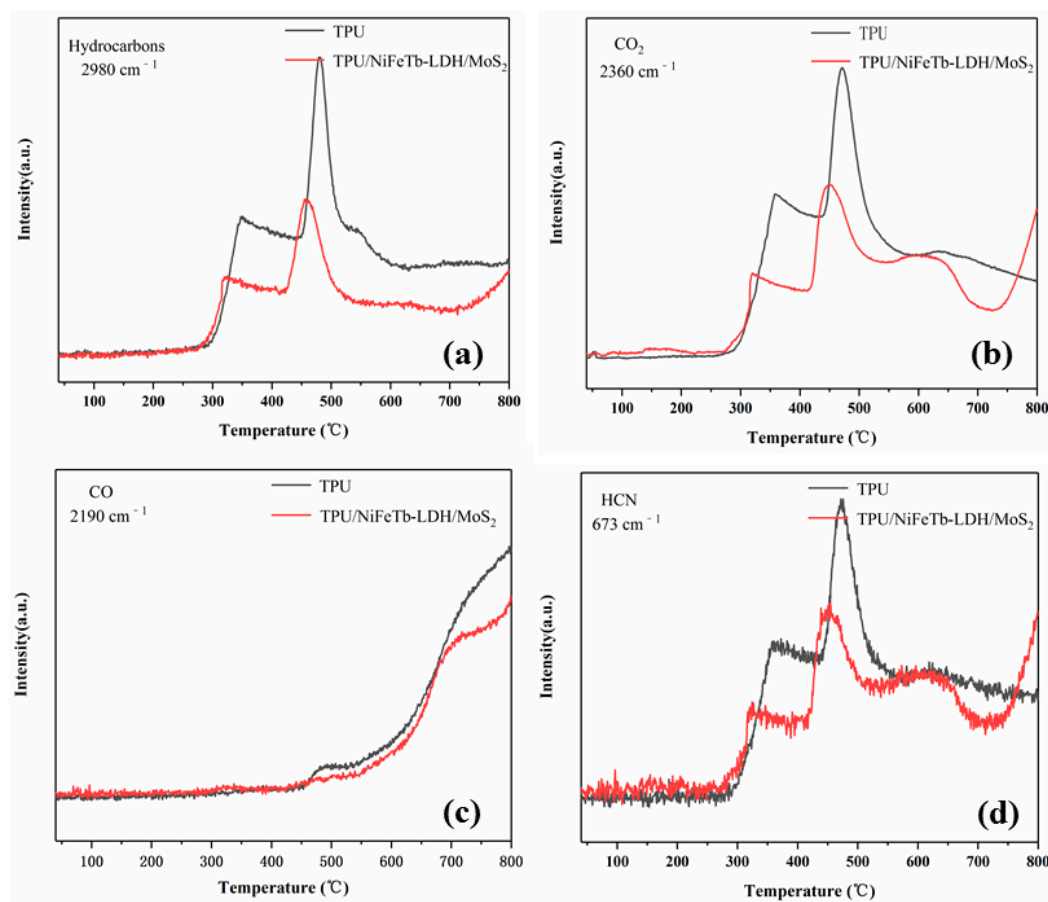 Hydrocarbons
2980 cm⁻¹
TPU
TPU/NiFeTb-LDH/MoS₂
Intensity(a.u.)
(a)
100 200 300 400 500 600 700 800
Temperature (℃)
CO₂
2360 cm⁻¹
TPU
TPU/NiFeTb-LDH/MoS₂
Intensity(a.u.)
(b)
100 200 300 400 500 600 700 800
Temperature (℃)
CO
2190 cm⁻¹
TPU
TPU/NiFeTb-LDH/MoS₂
Intensity(a.u.)
(c)
100 200 300 400 500 600 700 800
Temperature (℃)
HCN
673 cm⁻¹
TPU
TPU/NiFeTb-LDH/MoS₂
Intensity(a.u.)
(d)
100 200 300 400 500 600 700 800
Temperature (℃)